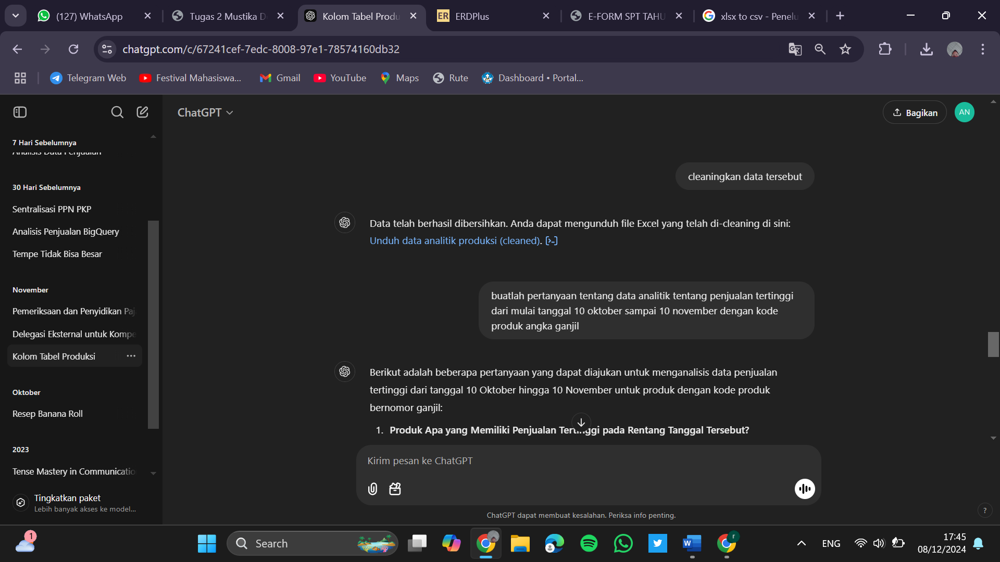 (127) WhatsApp
Tugas 2 Mustika D
Kolom Tabel Produ
ER
ERDPlus
E-FORM SPT TAHU
xlsx to csv - Penelu
chatgpt.com/c/67241cef-7edc-8008-97e1-78574160db32
Telegram Web
Festival Mahasiswa...
Gmail
YouTube
Maps
Rute
Dashboard • Portal...
ChatGPT
Bagikan
AN
7 Hari Sebelumnya
Analisis Data Penjualan
30 Hari Sebelumnya
Sentralisasi PPN PKP
Analisis Penjualan BigQuery
Tempe Tidak Bisa Besar
November
Pemeriksaan dan Penyidikan Paj
Delegasi Eksternal untuk Kompe
Kolom Tabel Produksi
Oktober
Resep Banana Roll
2023
Tense Mastery in Communicatio
Tingkatkan paket
Lebih banyak akses ke model...
cleaningkan data tersebut
Data telah berhasil dibersihkan. Anda dapat mengunduh file Excel yang telah di-cleaning di sini:
Unduh data analitik produksi (cleaned).
buatlah pertanyaan tentang data analitik tentang penjualan tertinggi
dari mulai tanggal 10 oktober sampai 10 november dengan kode
produk angka ganjil
Berikut adalah beberapa pertanyaan yang dapat diajukan untuk menganalisis data penjualan
tertinggi dari tanggal 10 Oktober hingga 10 November untuk produk dengan kode produk
bernomor ganjil:
1. Produk Apa yang Memiliki Penjualan Tertinggi pada Rentang Tanggal Tersebut?
Kirim pesan ke ChatGPT
ChatGPT dapat membuat kesalahan. Periksa info penting.
?
1
Search
W
r
ENG
17:45
08/12/2024